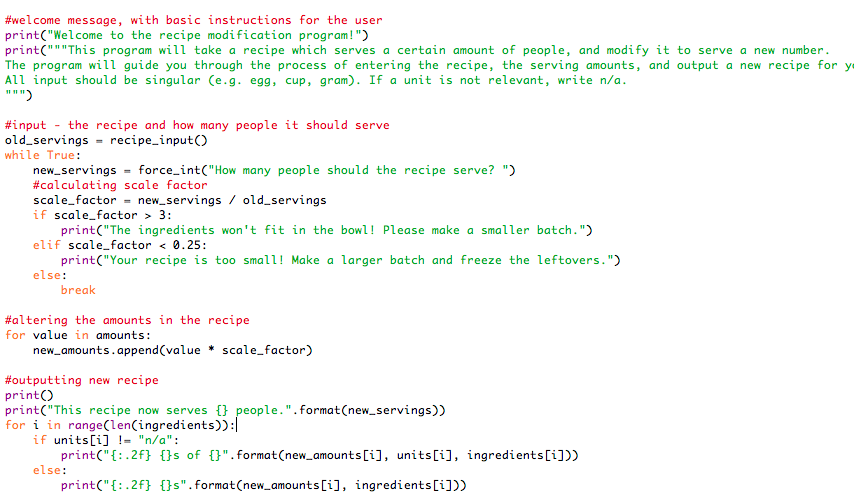 #welcome message, with basic instructions for the user
print("Welcome to the recipe modification program!")
print("""This program will take a recipe which serves a certain amount of people, and modify it to serve a new number.
The program will guide you through the process of entering the recipe, the serving amounts, and output a new recipe for
All input should be singular (e.g. egg, cup, gram). If a unit is not relevant, write n/a.
""")

#input - the recipe and how many people it should serve
old_servings = recipe_input()
while True:
    new_servings = force_int("How many people should the recipe serve? ")
    #calculating scale factor
    scale_factor = new_servings / old_servings
    if scale_factor > 3:
        print("The ingredients won't fit in the bowl! Please make a smaller batch.")
    elif scale_factor < 0.25:
        print("Your recipe is too small! Make a larger batch and freeze the leftovers.")
    else:
        break

#altering the amounts in the recipe
for value in amounts:
    new_amounts.append(value * scale_factor)

#outputting new recipe
print()
print("This recipe now serves {} people.".format(new_servings))
for i in range(len(ingredients)):
    if units[i] != "n/a":
        print("{:.2f} {}s of {}".format(new_amounts[i], units[i], ingredients[i]))
    else:
        print("{:.2f} {}s".format(new_amounts[i], ingredients[i]))